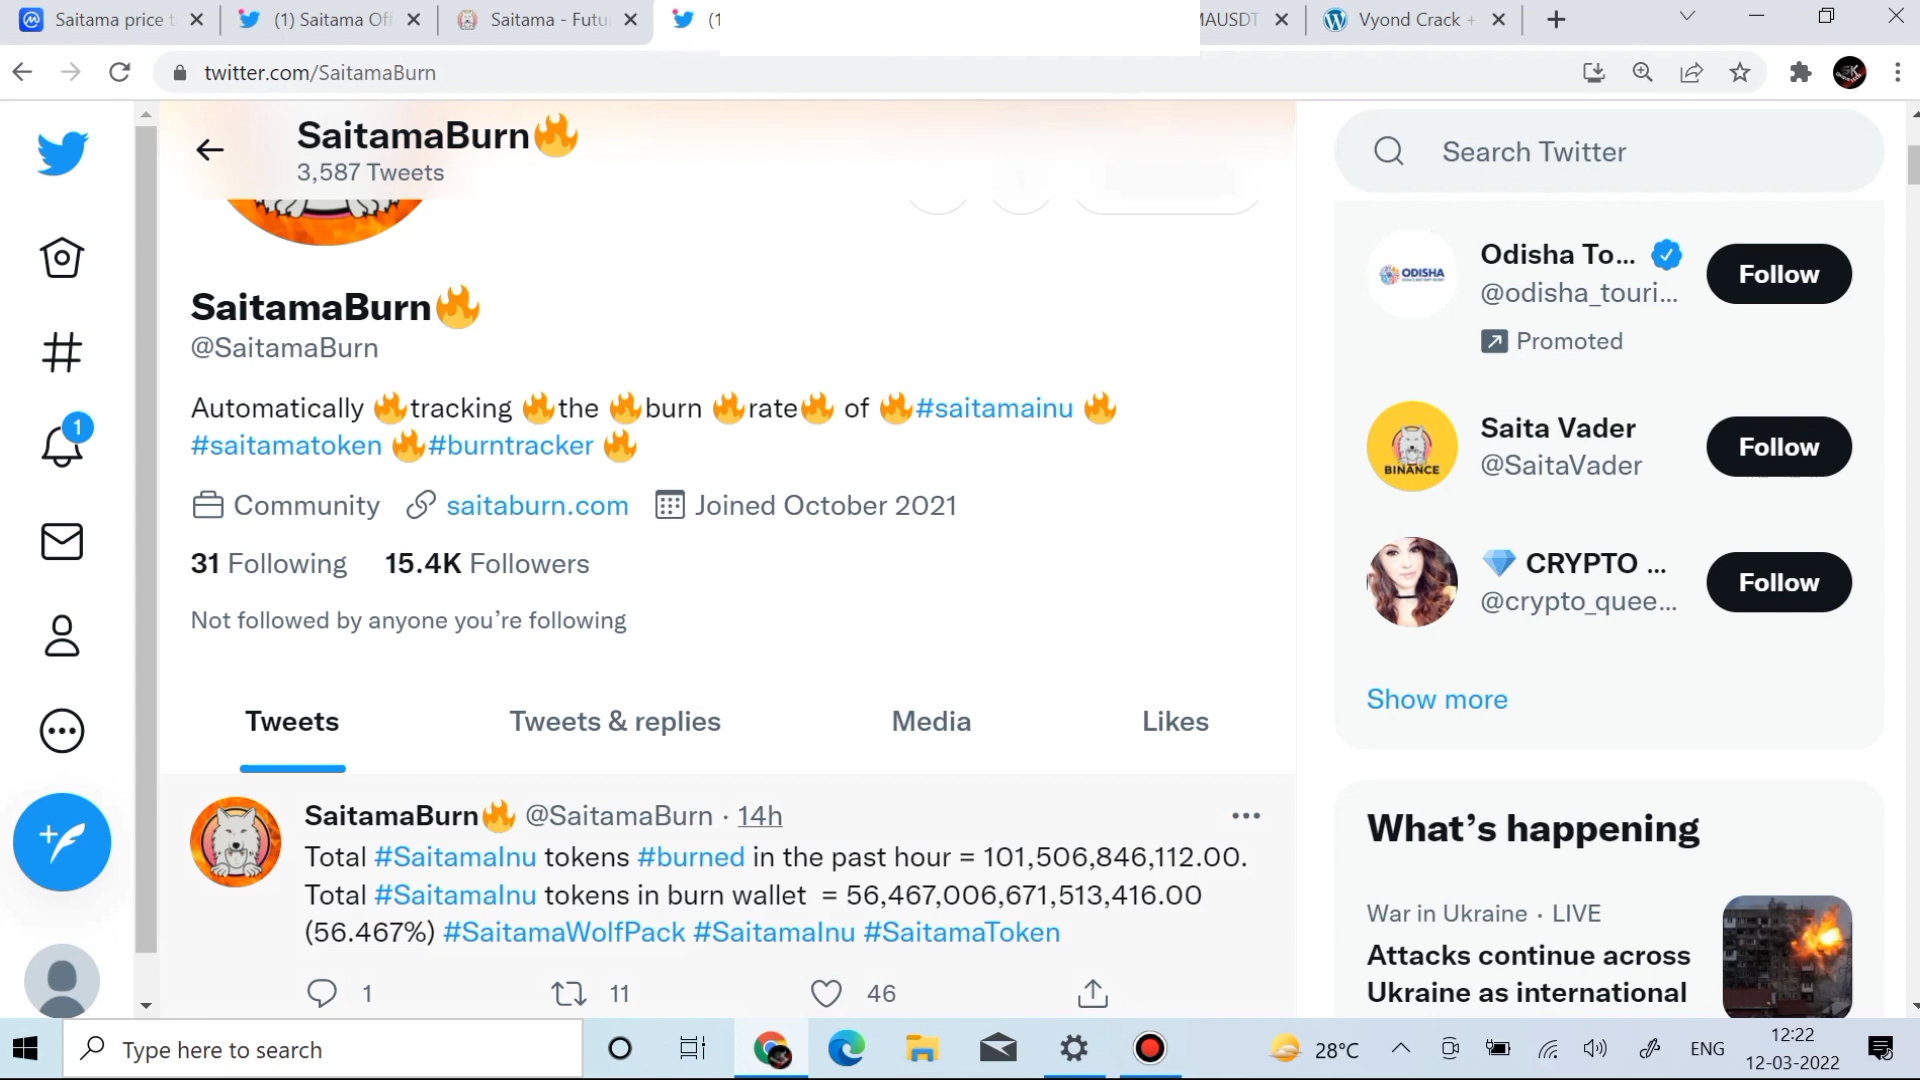 Saitama price t
(1) Saitama Off
Saitama - Futu
(1
IAUSDT
Vyond Crack +
twitter.com/SaitamaBurn
SaitamaBurn🔥
3,587 Tweets
SaitamaBurn🔥
@SaitamaBurn
Automatically 🔥tracking 🔥the 🔥burn 🔥rate🔥 of 🔥#saitamainu 🔥
#saitamatoken 🔥#burntracker 🔥
Community saitaburn.com Joined October 2021
31 Following 15.4K Followers
Not followed by anyone you’re following
Tweets Tweets & replies Media Likes
SaitamaBurn🔥 @SaitamaBurn · 14h
Total #SaitamaInu tokens #burned in the past hour = 101,506,846,112.00.
Total #SaitamaInu tokens in burn wallet = 56,467,006,671,513,416.00
(56.467%) #SaitamaWolfPack #SaitamaInu #SaitamaToken
1 11 46
1
Search Twitter
ODISHA
Odisha To...
@odisha_touri...
Promoted
Follow
BINANCE
Saita Vader
@SaitaVader
Follow
💎 CRYPTO ...
@crypto_quee...
Follow
Show more
What’s happening
War in Ukraine · LIVE
Attacks continue across
Ukraine as international
Type here to search
28°C
ENG
12:22
12-03-2022